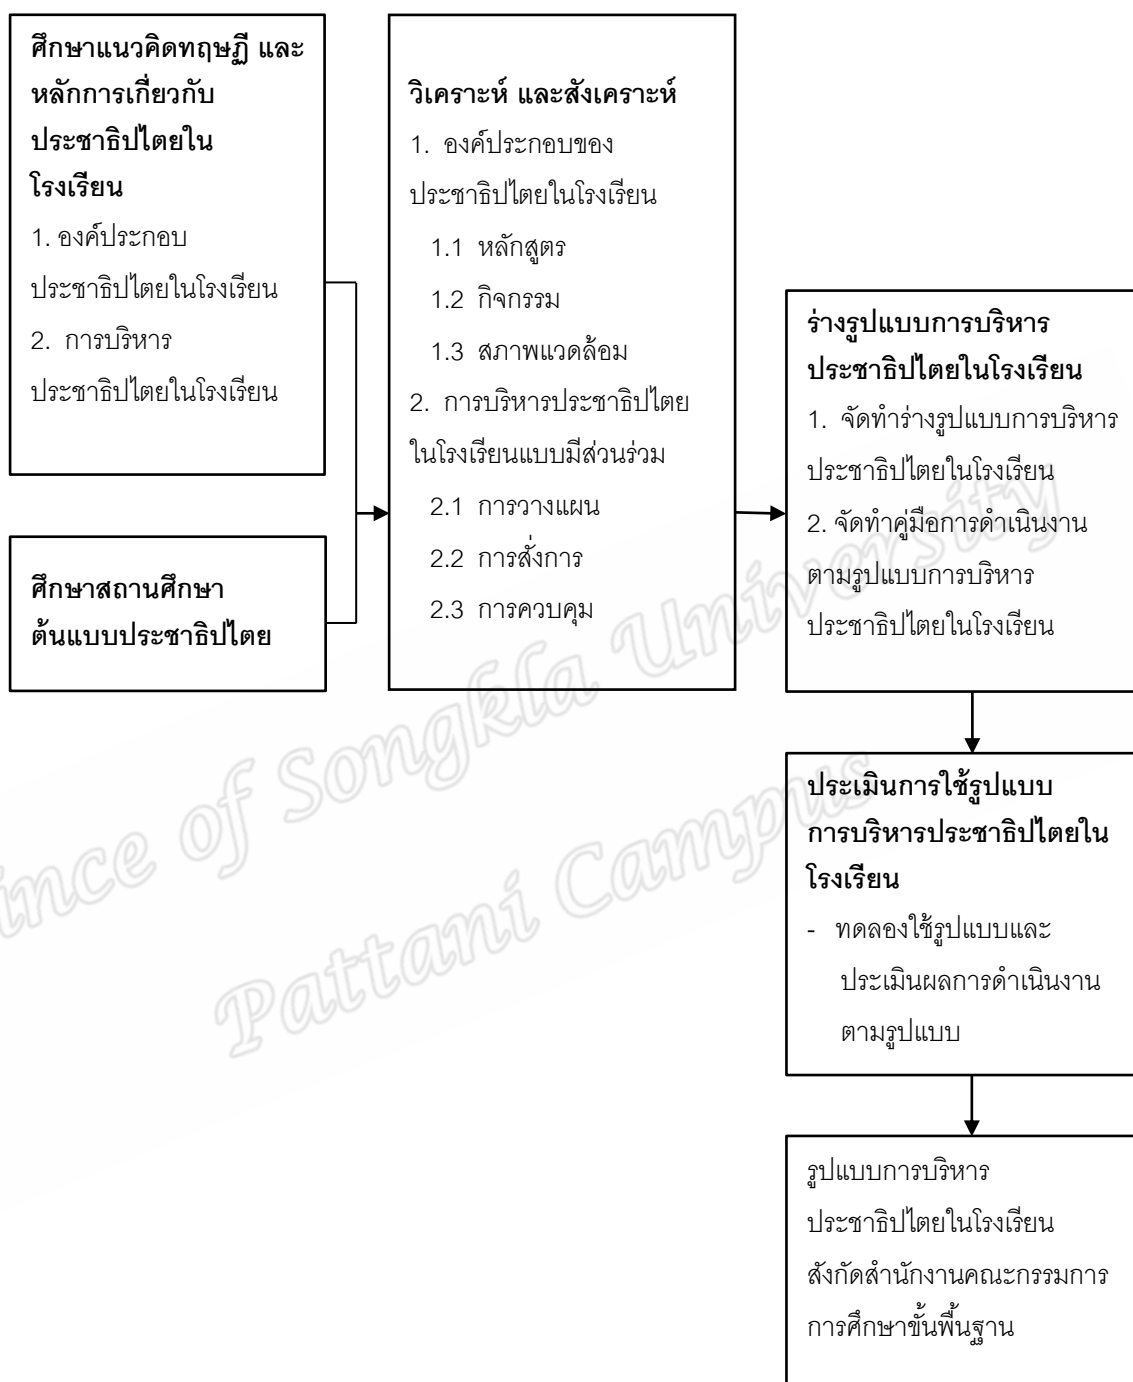 ศึกษาแนวคิดทฤษฎี และ
หลักการเกี่ยวกับ
ประชาธิปไตยใน
โรงเรียน
1. องค์ประกอบ
ประชาธิปไตยในโรงเรียน
2. การบริหาร
ประชาธิปไตยในโรงเรียน
ศึกษาสถานศึกษา
ต้นแบบประชาธิปไตย
วิเคราะห์ และสังเคราะห์
1. องค์ประกอบของ
ประชาธิปไตยในโรงเรียน
1.1 หลักสูตร
1.2 กิจกรรม
1.3 สภาพแวดล้อม
2. การบริหารประชาธิปไตย
ในโรงเรียนแบบมีส่วนร่วม
2.1 การวางแผน
2.2 การสั่งการ
2.3 การควบคุม
ร่างรูปแบบการบริหาร
ประชาธิปไตยในโรงเรียน
1. จัดทำร่างรูปแบบการบริหาร
ประชาธิปไตยในโรงเรียน
2. จัดทำคู่มือการดำเนินงาน
ตามรูปแบบการบริหาร
ประชาธิปไตยในโรงเรียน
ประเมินการใช้รูปแบบ
การบริหารประชาธิปไตยใน
โรงเรียน
- ทดลองใช้รูปแบบและ
ประเมินผลการดำเนินงาน
ตามรูปแบบ
รูปแบบการบริหาร
ประชาธิปไตยในโรงเรียน
สังกัดสำนักงานคณะกรรมการ
การศึกษาขั้นพื้นฐาน
of Songkla University
Pattani Campus